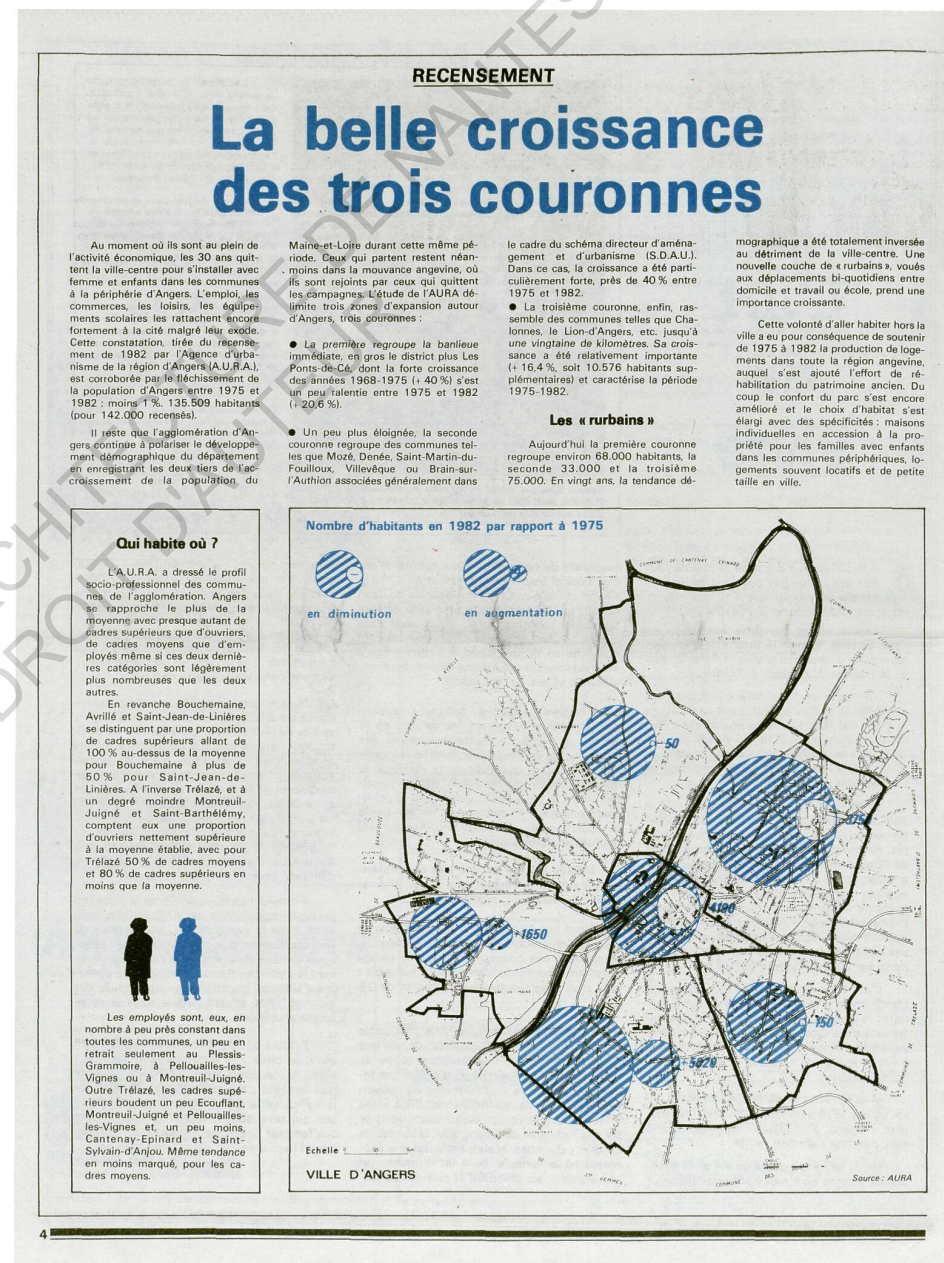 RECENSEMENT
La belle croissance
des trois couronnes
Au moment où ils sont au plein de
l'activité économique, les 30 ans quit-
tent la ville-centre pour s'installer avec
femme et enfants dans les communes
à la périphérie d'Angers. L'emploi, les
commerces, les loisirs, les équipe-
ments scolaires les rattachent encore
fortement à la cité malgré leur exode.
Cette constatation, tirée du recense-
ment de 1982 par l'Agence d'urba-
nisme de la région d'Angers (A.U.R.A.),
est corroborée par le fléchissement de
la population d'Angers entre 1975 et
1982 : moins 1 %. 135.509 habitants
(pour 142.000 recensés).
Il reste que l'agglomération d'An-
gers continue à polariser le développe-
ment démographique du département
en enregistrant les deux tiers de l'ac-
croissement de la population du
Maine-et-Loire durant cette même pé-
riode. Ceux qui partent restent néan-
moins dans la mouvance angevine, où
ils sont rejoints par ceux qui quittent
les campagnes. L'étude de l'AURA dé-
limite trois zones d'expansion autour
d'Angers, trois couronnes :
● La première regroupe la banlieue
immédiate, en gros le district plus Les
Ponts-de-Cé, dont la forte croissance
des années 1968-1975 (+ 40 %) s'est
un peu ralentie entre 1975 et 1982
(+ 20,6 %).
● Un peu plus éloignée, la seconde
couronne regroupe des communes tel-
les que Mozé, Denée, Saint-Martin-du-
Fouilloux, Villevêque ou Brain-sur-
l'Authion associées généralement dans
le cadre du schéma directeur d'aména-
gement et d'urbanisme (S.D.A.U.).
Dans ce cas, la croissance a été parti-
culièrement forte, près de 40 % entre
1975 et 1982.
● La troisième couronne, enfin, ras-
semble des communes telles que Cha-
lonnes, le Lion-d'Angers, etc. jusqu'à
une vingtaine de kilomètres. Sa crois-
sance a été relativement importante
(+ 16,4 %, soit 10.576 habitants sup-
plémentaires) et caractérise la période
1975-1982.
Les « rurbains »
Aujourd'hui la première couronne
regroupe environ 68.000 habitants, la
seconde 33.000 et la troisième
75.000. En vingt ans, la tendance dé-
mographique a été totalement inversée
au détriment de la ville-centre. Une
nouvelle couche de « rurbains », voués
aux déplacements bi-quotidiens entre
domicile et travail ou école, prend une
importance croissante.
Cette volonté d'aller habiter hors la
ville a eu pour conséquence de soutenir
de 1975 à 1982 la production de loge-
ments dans toute la région angevine,
auquel s'est ajouté l'effort de ré-
habilitation du patrimoine ancien. Du
coup le confort du parc s'est encore
amélioré et le choix d'habitat s'est
élargi avec des spécificités : maisons
individuelles en accession à la pro-
priété pour les familles avec enfants
dans les communes périphériques, lo-
gements souvent locatifs et de petite
taille en ville.
Qui habite où ?
L'A.U.R.A. a dressé le profil
socio-professionnel des commu-
nes de l'agglomération. Angers
se rapproche le plus de la
moyenne avec presque autant de
cadres supérieurs que d'ouvriers,
de cadres moyens que d'em-
ployés même si ces deux derniè-
res catégories sont légèrement
plus nombreuses que les deux
autres.
En revanche Bouchemaine,
Avrillé et Saint-Jean-de-Linières
se distinguent par une proportion
de cadres supérieurs allant de
100 % au-dessus de la moyenne
pour Bouchemaine à plus de
50 % pour Saint-Jean-de-
Linières. A l'inverse Trélazé, et à
un degré moindre Montreuil-
Juigné et Saint-Barthélémy,
comptent eux une proportion
d'ouvriers nettement supérieure
à la moyenne établie, avec pour
Trélazé 50 % de cadres moyens
et 80 % de cadres supérieurs en
moins que la moyenne.
Les employés sont, eux, en
nombre à peu près constant dans
toutes les communes, un peu en
retrait seulement au Plessis-
Grammoire, à Pellouailles-les-
Vignes ou à Montreuil-Juigné.
Outre Trélazé, les cadres supé-
rieurs boudent un peu Ecouflant,
Montreuil-Juigné et Pellouailles-
les-Vignes et, un peu moins,
Cantenay-Epinard et Saint-
Sylvain-d'Anjou. Même tendance
en moins marqué, pour les ca-
dres moyens.
Nombre d'habitants en 1982 par rapport à 1975
en diminution
en augmentation
COMMUNE DE CANTENAY EPINARD
COMMUNE
D'ECOUFLANT
COMMUNE
D'AVRILLE
ILE ST-AUBIN
-50
4190
+1650
-150
+5020
COMMUNE DE BOUCHEMAINE
COMMUNE DE TRELAZE
COMMUNE
COMMUNE DES
Echelle
VILLE D'ANGERS
Source : AURA
4
ARCHITECTURE DE NANTES
DROIT D'AUTEUR